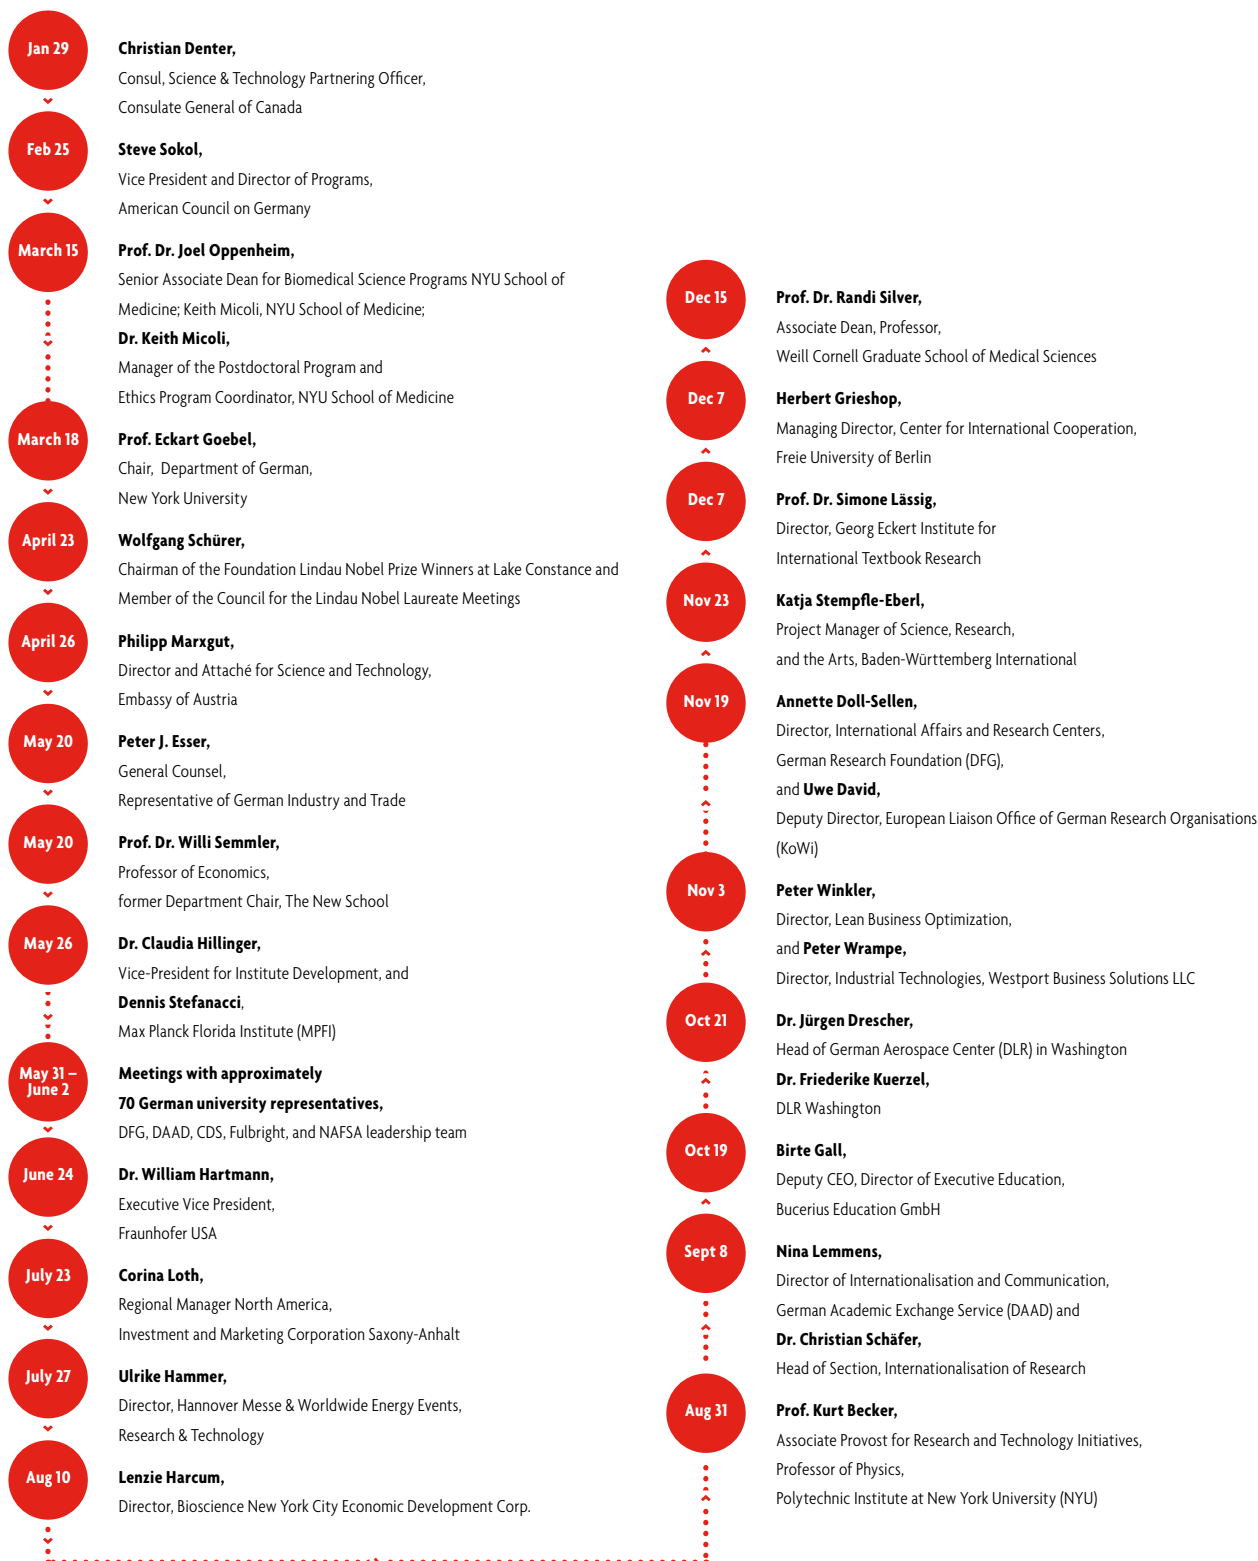 Jan 29
Christian Denter,
Consul, Science & Technology Partnering Officer,
Consulate General of Canada
Feb 25
Steve Sokol,
Vice President and Director of Programs,
American Council on Germany
March 15
Prof. Dr. Joel Oppenheim,
Senior Associate Dean for Biomedical Science Programs NYU School of
Medicine; Keith Micoli, NYU School of Medicine;
Dr. Keith Micoli,
Manager of the Postdoctoral Program and
Ethics Program Coordinator, NYU School of Medicine
March 18
Prof. Eckart Goebel,
Chair, Department of German,
New York University
April 23
Wolfgang Schürer,
Chairman of the Foundation Lindau Nobel Prize Winners at Lake Constance and
Member of the Council for the Lindau Nobel Laureate Meetings
April 26
Philipp Marxgut,
Director and Attaché for Science and Technology,
Embassy of Austria
May 20
Peter J. Esser,
General Counsel,
Representative of German Industry and Trade
May 20
Prof. Dr. Willi Semmler,
Professor of Economics,
former Department Chair, The New School
May 26
Dr. Claudia Hillinger,
Vice-President for Institute Development, and
Dennis Stefanacci,
Max Planck Florida Institute (MPFI)
May 31 –
June 2
Meetings with approximately
70 German university representatives,
DFG, DAAD, CDS, Fulbright, and NAFSA leadership team
June 24
Dr. William Hartmann,
Executive Vice President,
Fraunhofer USA
July 23
Corina Loth,
Regional Manager North America,
Investment and Marketing Corporation Saxony-Anhalt
July 27
Ulrike Hammer,
Director, Hannover Messe & Worldwide Energy Events,
Research & Technology
Aug 10
Lenzie Harcum,
Director, Bioscience New York City Economic Development Corp.
Aug 31
Prof. Kurt Becker,
Associate Provost for Research and Technology Initiatives,
Professor of Physics,
Polytechnic Institute at New York University (NYU)
Sept 8
Nina Lemmens,
Director of Internationalisation and Communication,
German Academic Exchange Service (DAAD) and
Dr. Christian Schäfer,
Head of Section, Internationalisation of Research
Oct 19
Birte Gall,
Deputy CEO, Director of Executive Education,
Bucerius Education GmbH
Oct 21
Dr. Jürgen Drescher,
Head of German Aerospace Center (DLR) in Washington
Dr. Friederike Kuerzel,
DLR Washington
Nov 3
Peter Winkler,
Director, Lean Business Optimization,
and Peter Wrampe,
Director, Industrial Technologies, Westport Business Solutions LLC
Nov 19
Annette Doll-Sellen,
Director, International Affairs and Research Centers,
German Research Foundation (DFG),
and Uwe David,
Deputy Director, European Liaison Office of German Research Organisations
(KoWi)
Nov 23
Katja Stempfle-Eberl,
Project Manager of Science, Research,
and the Arts, Baden-Württemberg International
Dec 7
Prof. Dr. Simone Lässig,
Director, Georg Eckert Institute for
International Textbook Research
Dec 7
Herbert Grieshop,
Managing Director, Center for International Cooperation,
Freie University of Berlin
Dec 15
Prof. Dr. Randi Silver,
Associate Dean, Professor,
Weill Cornell Graduate School of Medical Sciences